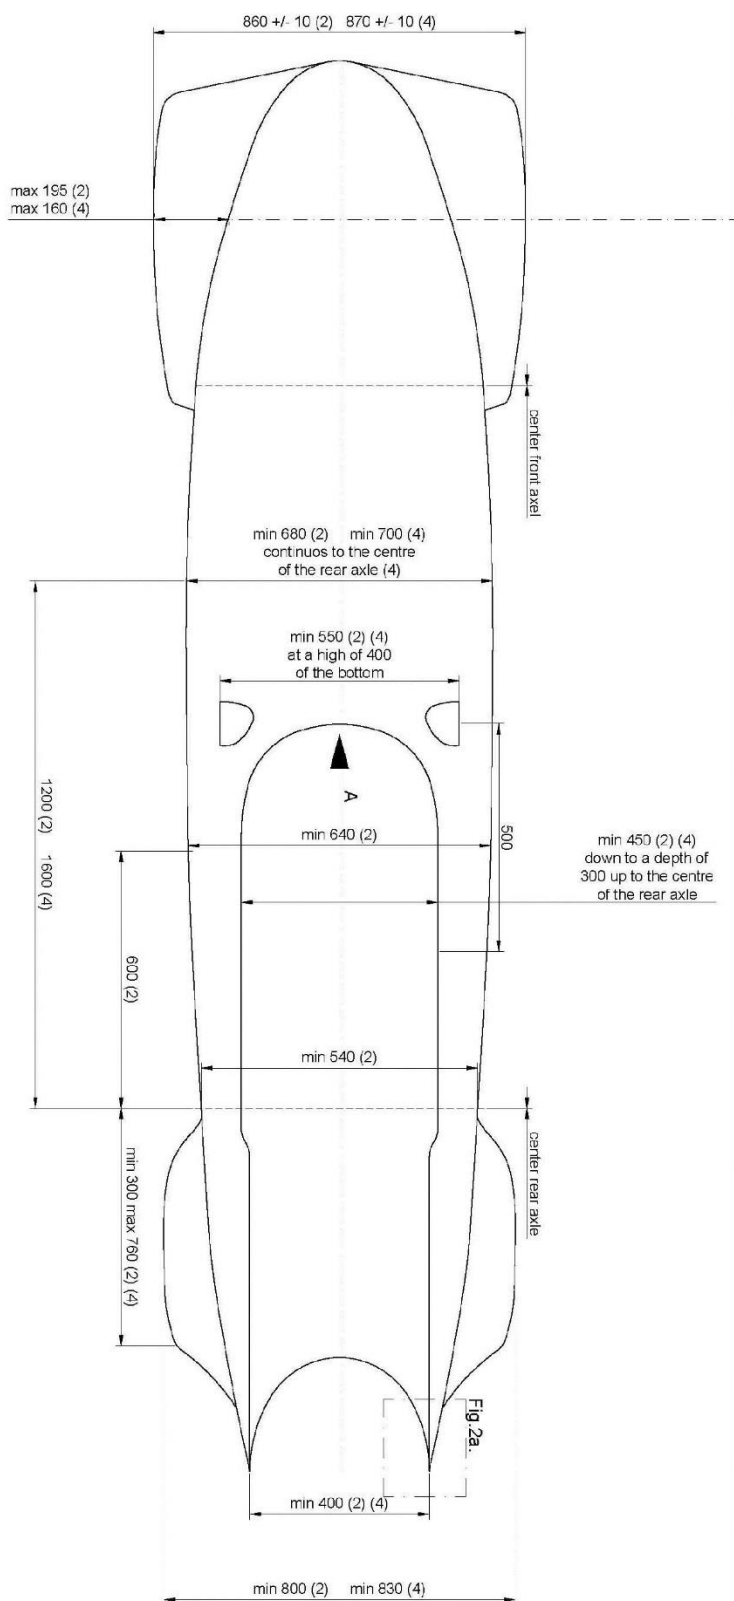 860 +/- 10 (2) 870 +/- 10 (4)
max 195 (2)
max 160 (4)
center front axel
min 680 (2) min 700 (4)
continuos to the centre
of the rear axle (4)
min 550 (2) (4)
at a high of 400
of the bottom
A
1200 (2) 1600 (4)
min 640 (2)
500
min 450 (2) (4)
down to a depth of
300 up to the centre
of the rear axle
600 (2)
min 540 (2)
center rear axle
min 300 max 760 (2) (4)
Fig.2a.
min 400 (2) (4)
min 800 (2) min 830 (4)